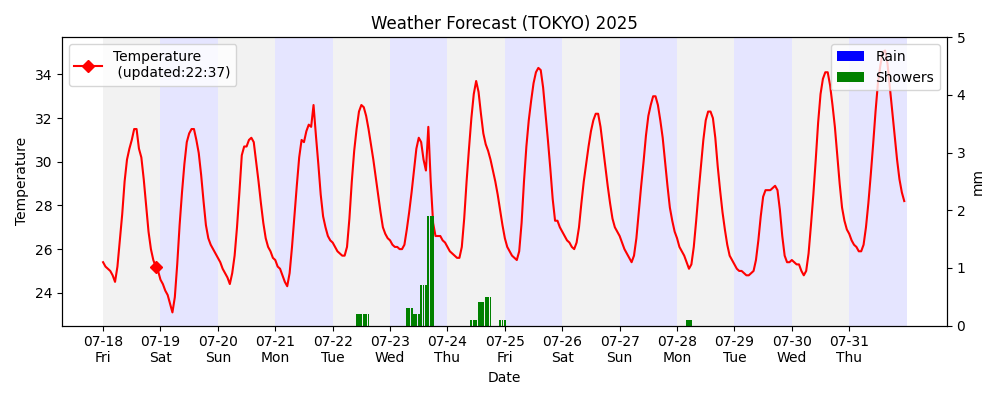 Weather Forecast (TOKYO) 2025
Temperature
(updated:22:37)
Rain
Showers
Temperature
34
32
30
28
26
24
5
4
3
2
1
0
mm
07-18 07-19 07-20 07-21 07-22 07-23 07-24 07-25 07-26 07-27 07-28 07-29 07-30 07-31
Fri Sat Sun Mon Tue Wed Thu Fri Sat Sun Mon Tue Wed Thu
Date